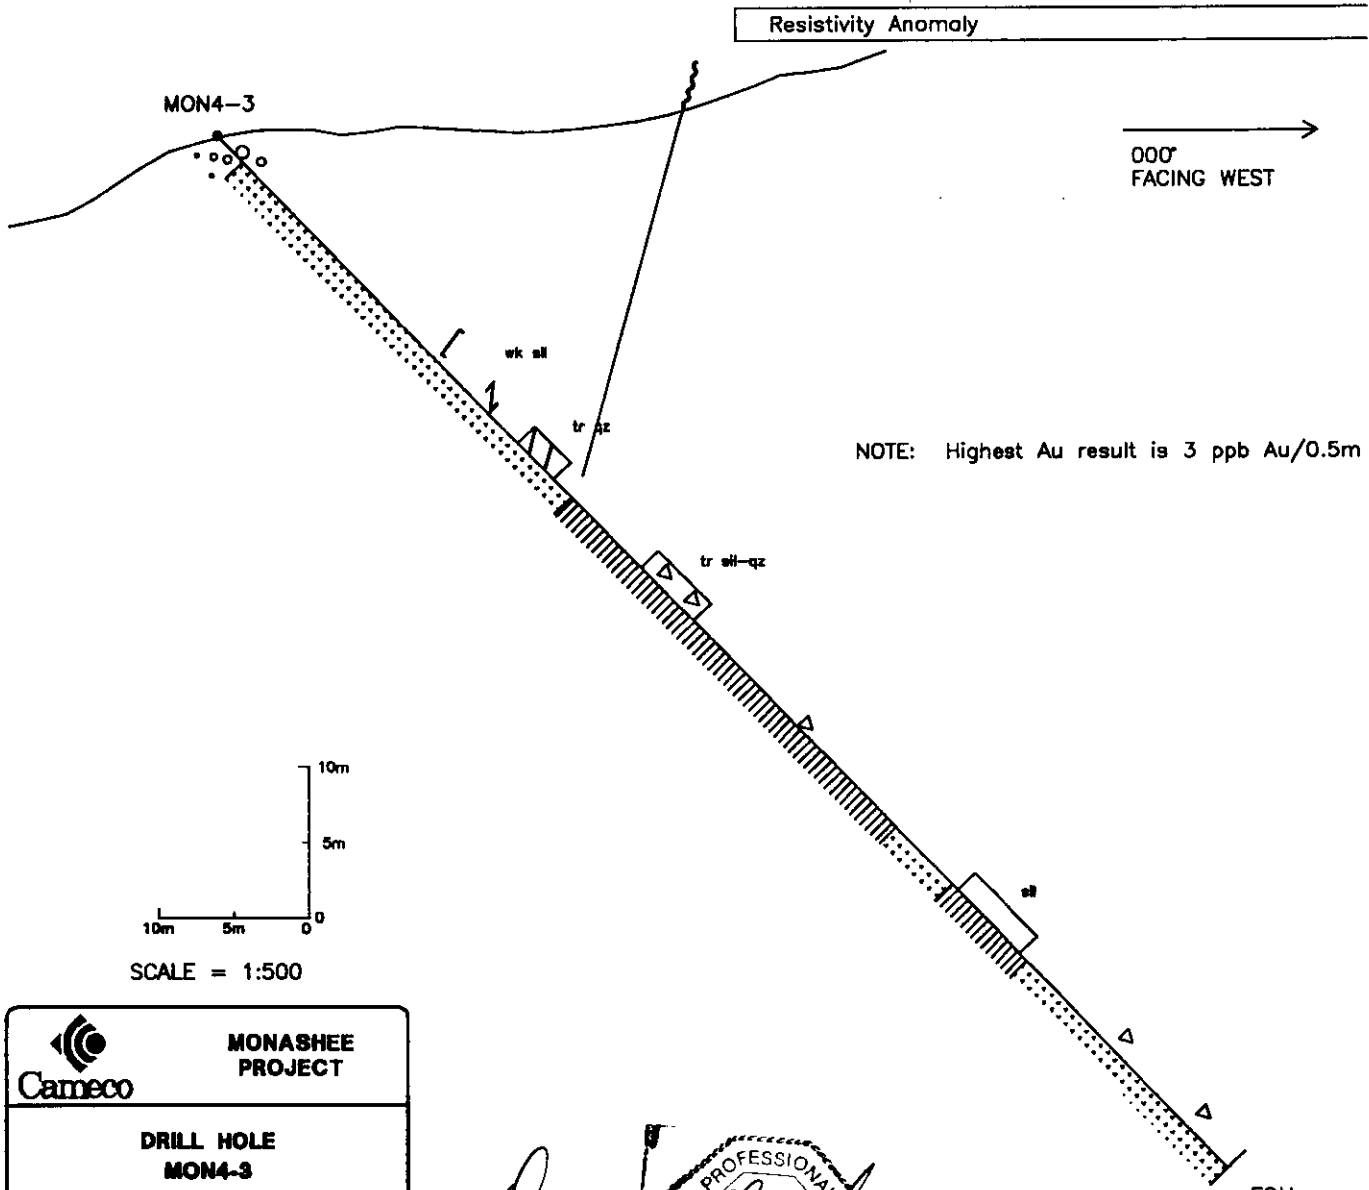 Resistivity Anomaly
MON4-3
000°
FACING WEST
wk sil
tr qz
NOTE: Highest Au result is 3 ppb Au/0.5m
tr sil-qz
10m
5m
0
10m 5m 0
sil
SCALE = 1:500
Cameco
MONASHEE
PROJECT
DRILL HOLE
MON4-3
PROFESSIONAL